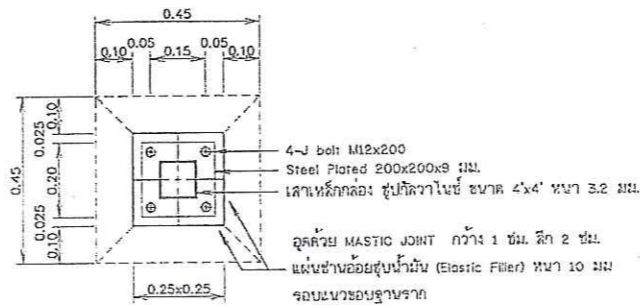 0.45
0.05 0.05
0.10 0.15 0.10
0.45
0.10
0.025
0.20
0.025
0.10
4-J bolt M12x200
Steel Plated 200x200x9 มม.
เสาเหล็กกล่อง ชุปกัลวาไนซ์ ขนาด 4'x4' หนา 3.2 มม.
อุดด้วย MASTIC JOINT กว้าง 1 ซม. ลึก 2 ซม.
แผ่นชานอ้อยชุบน้ำมัน (Elastic Filler) หนา 10 มม
รอบแนวขอบฐานราก
0.25x0.25